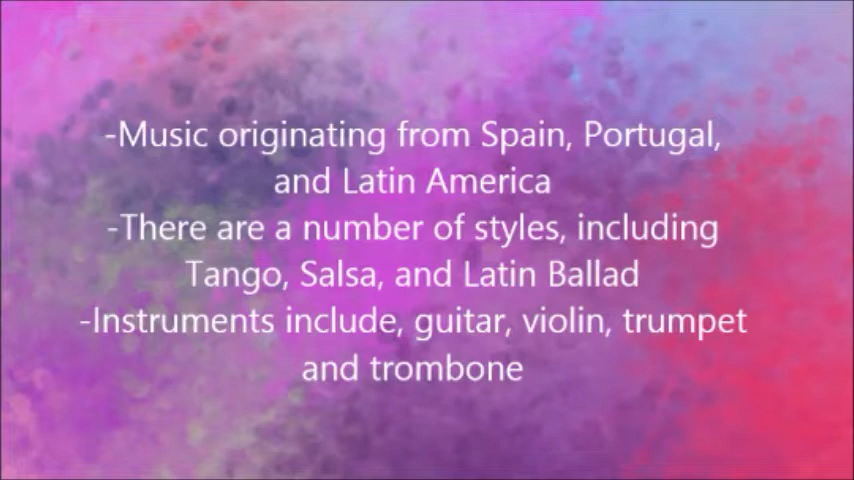 -Music originating from Spain, Portugal,
and Latin America
-There are a number of styles, including
Tango, Salsa, and Latin Ballad
-Instruments include, guitar, violin, trumpet
and trombone